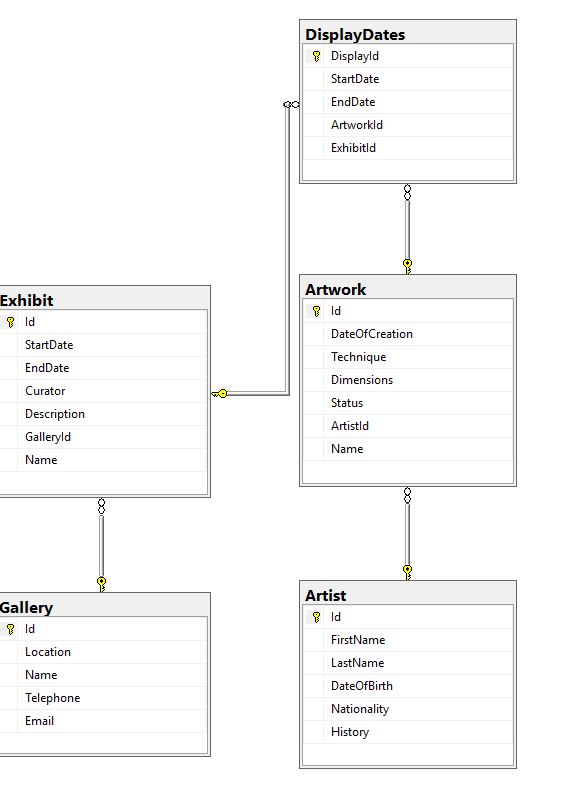 DisplayDates
DisplayId
StartDate
EndDate
ArtworkId
ExhibitId
Exhibit
Id
StartDate
EndDate
Curator
Description
GalleryId
Name
Artwork
Id
DateOfCreation
Technique
Dimensions
Status
ArtistId
Name
Gallery
Id
Location
Name
Telephone
Email
Artist
Id
FirstName
LastName
DateOfBirth
Nationality
History